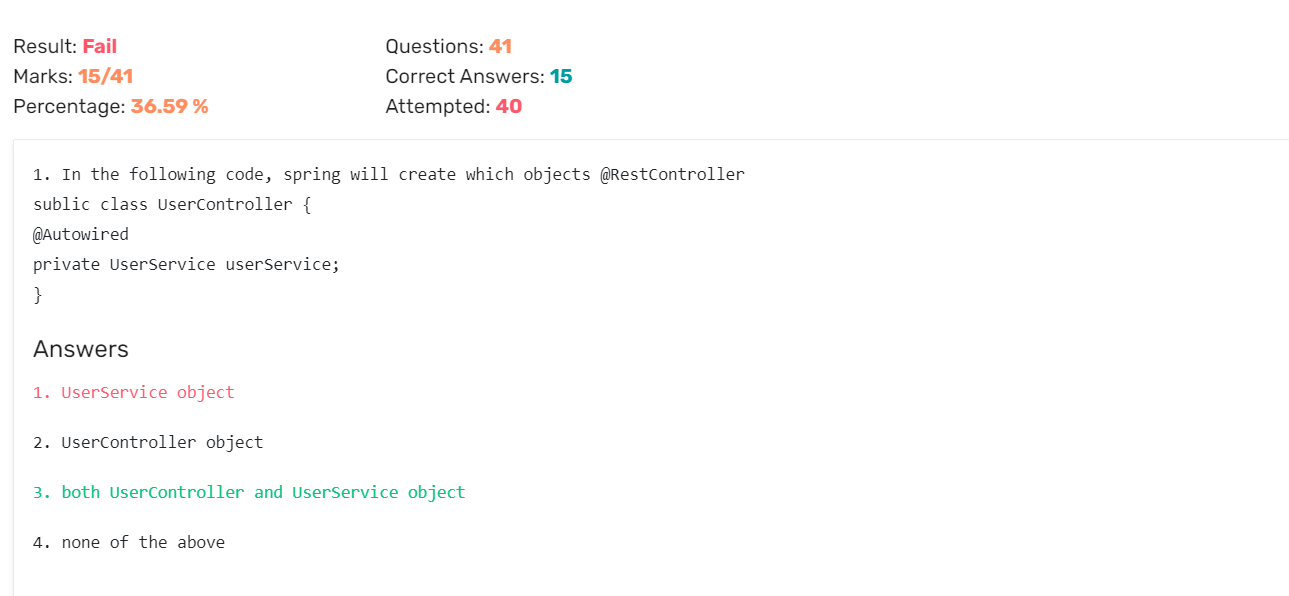 Result: Fail
Questions: 41
Marks: 15/41
Correct Answers: 15
Percentage: 36.59 %
Attempted: 40
1. In the following code, spring will create which objects @RestController
sublic class UserController {
@Autowired
private UserService userService;
}
Answers
1. UserService object
2. UserController object
3. both UserController and UserService object
4. none of the above